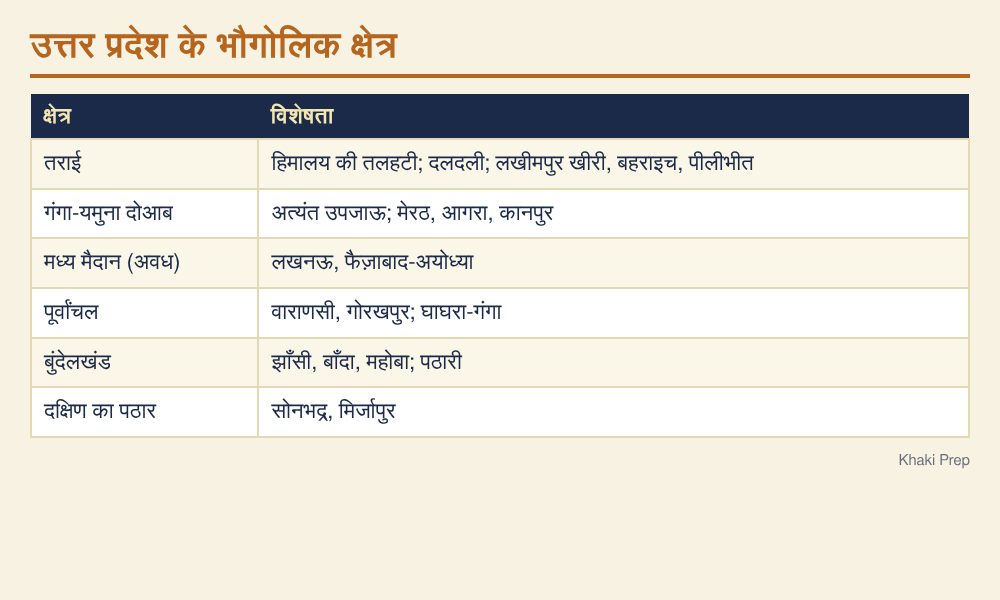 उत्तर प्रदेश के भौगोलिक क्षेत्र
क्षेत्र विशेषता
तराई हिमालय की तलहटी; दलदली; लखीमपुर खीरी, बहराइच, पीलीभीत
गंगा-यमुना दोआब अत्यंत उपजाऊ; मेरठ, आगरा, कानपुर
मध्य मैदान (अवध) लखनऊ, फैज़ाबाद-अयोध्या
पूर्वांचल वाराणसी, गोरखपुर; घाघरा-गंगा
बुंदेलखंड झाँसी, बाँदा, महोबा; पठारी
दक्षिण का पठार सोनभद्र, मिर्जापुर
Khaki Prep